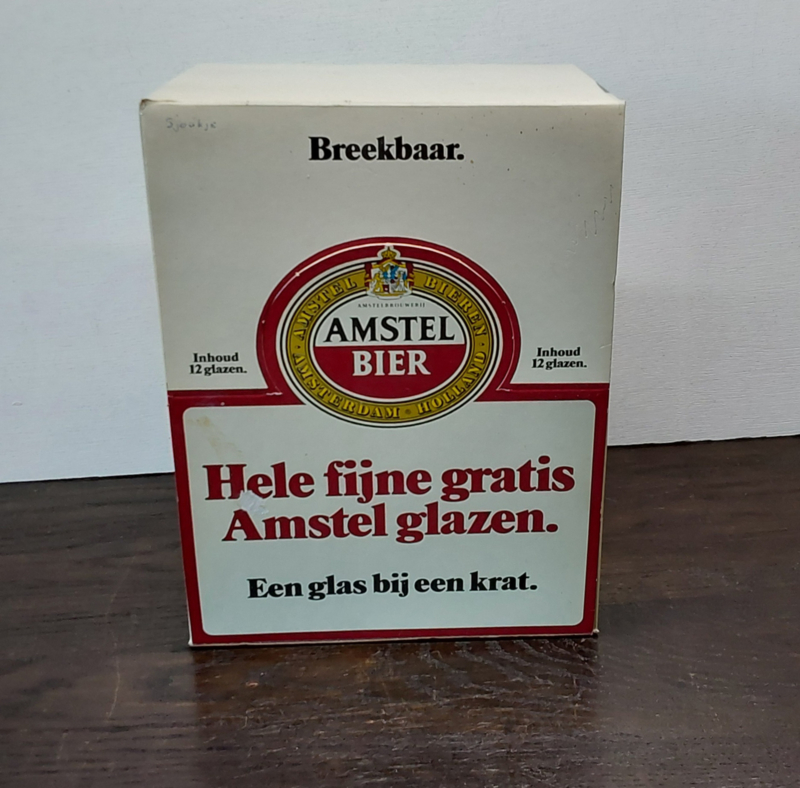 Breekbaar.
AMSTEL BIEREN
AMSTELBROUWERIJ
AMSTEL
BIER
AMSTERDAM HOLLAND
Inhoud
12 glazen.
Inhoud
12 glazen.
Hele fijne gratis
Amstel glazen.
Een glas bij een krat.